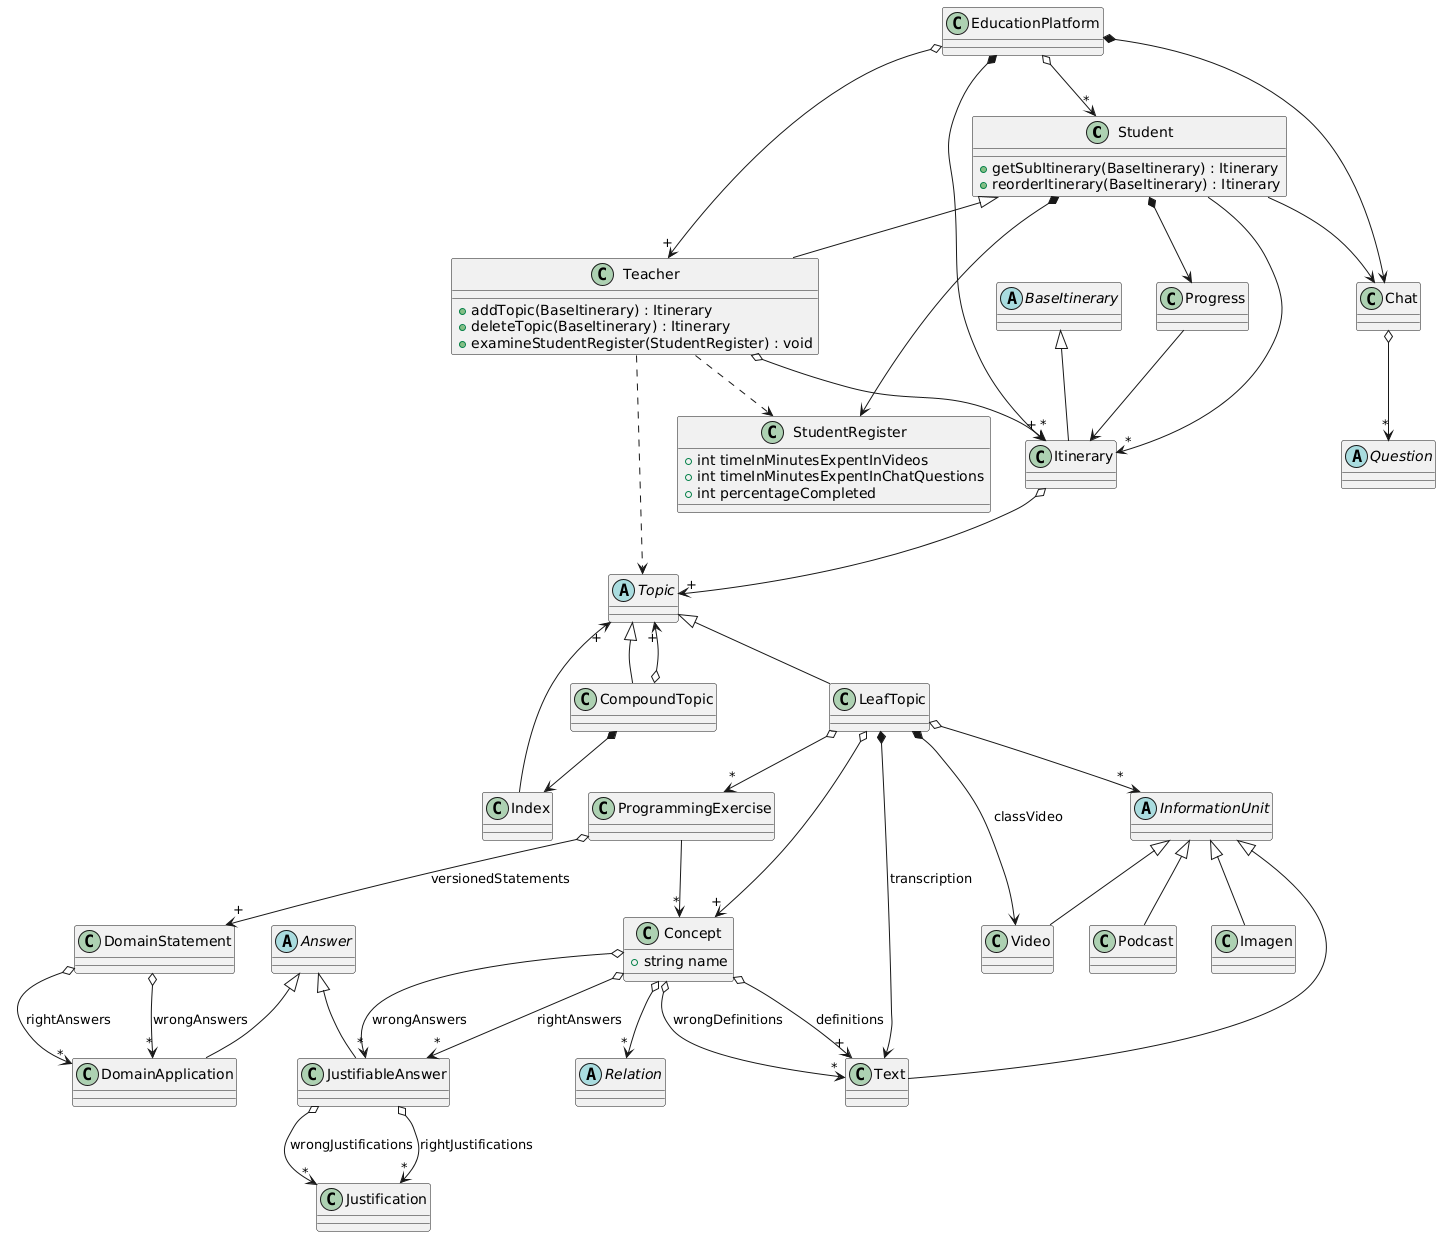 C EducationPlatform
*
C Student
getSubItinerary(BaseItinerary) : Itinerary
reorderItinerary(BaseItinerary) : Itinerary
+
C Teacher
addTopic(BaseItinerary) : Itinerary
deleteTopic(BaseItinerary) : Itinerary
examineStudentRegister(StudentRegister) : void
A BaseItinerary
C Progress
C Chat
C StudentRegister
int timeInMinutesExpentInVideos
int timeInMinutesExpentInChatQuestions
int percentageCompleted
+ *
*
C Itinerary
*
A Question
+
A Topic
+ +
C CompoundTopic
C LeafTopic
* *
C Index
C ProgrammingExercise
A InformationUnit
classVideo
versionedStatements
transcription
+ * +
C DomainStatement
A Answer
C Concept
string name
C Video
C Podcast
C Imagen
rightAnswers
wrongAnswers
wrongAnswers
rightAnswers
wrongDefinitions
definitions
* * * * * * +
C DomainApplication
C JustifiableAnswer
A Relation
C Text
wrongJustifications
rightJustifications
* *
C Justification